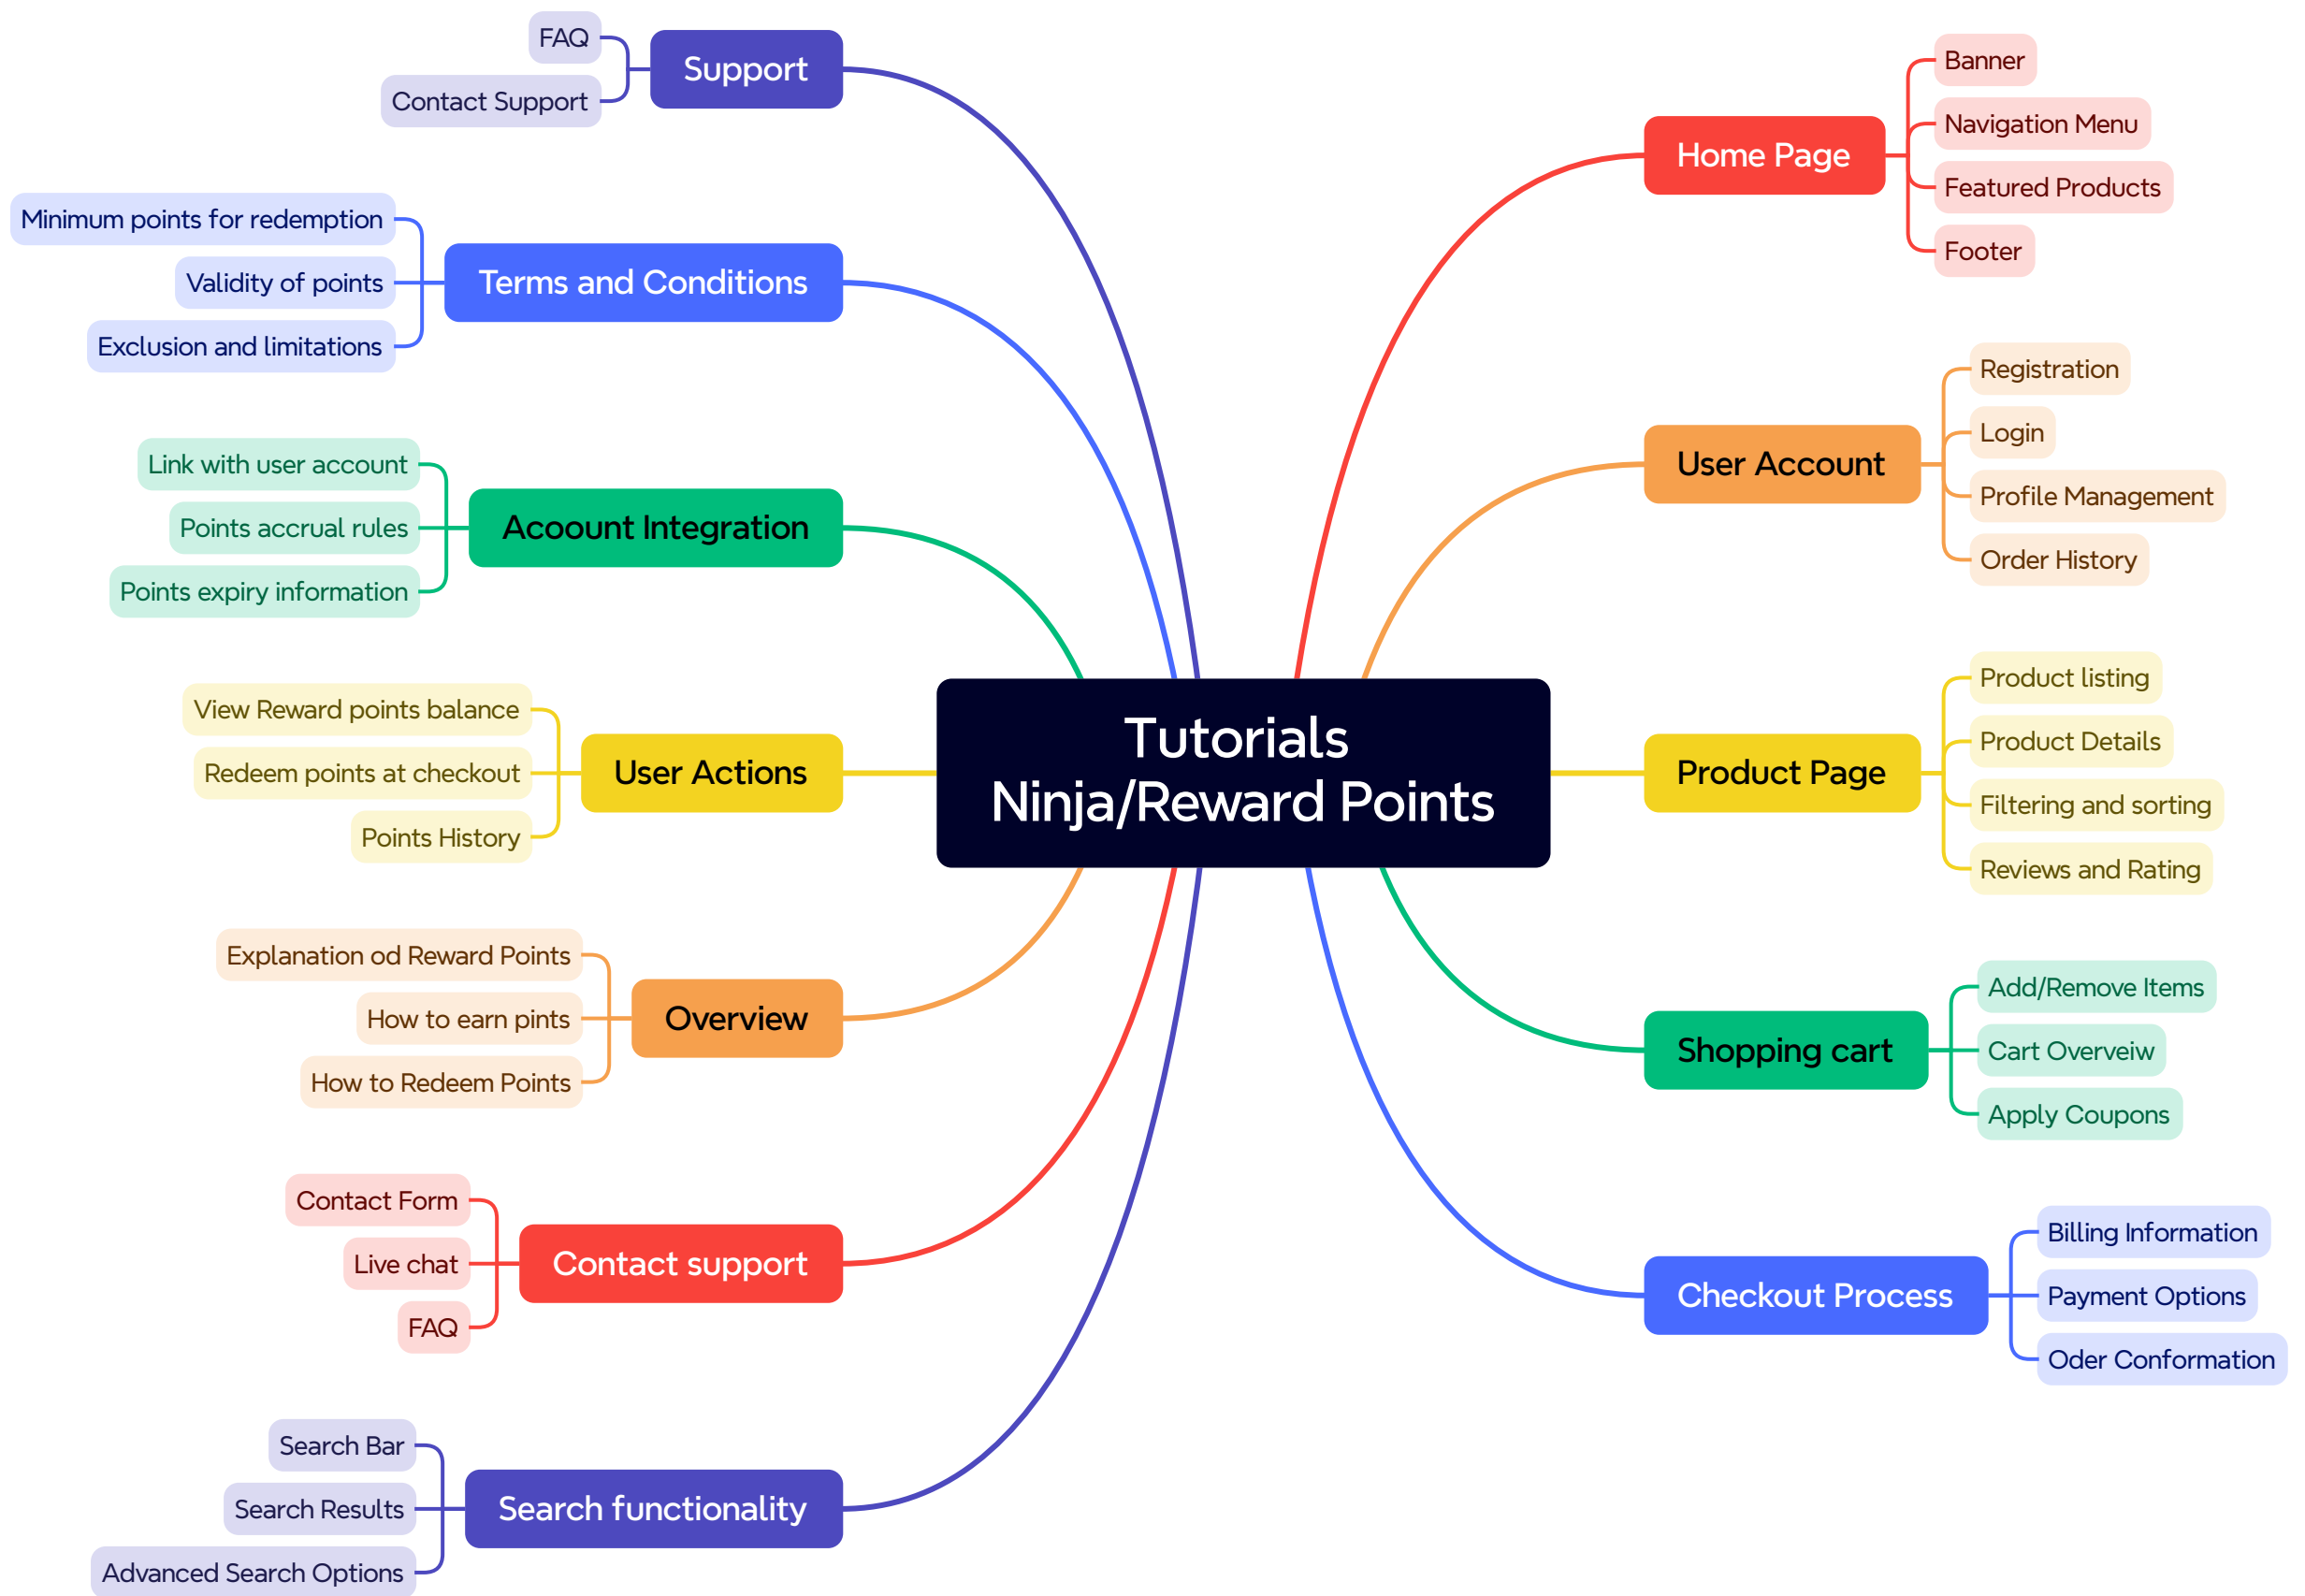 Tutorials
Ninja/Reward Points
Home Page
Banner
Navigation Menu
Featured Products
Footer
User Account
Registration
Login
Profile Management
Order History
Product Page
Product listing
Product Details
Filtering and sorting
Reviews and Rating
Shopping cart
Add/Remove Items
Cart Overveiw
Apply Coupons
Checkout Process
Billing Information
Payment Options
Oder Conformation
Support
FAQ
Contact Support
Terms and Conditions
Minimum points for redemption
Validity of points
Exclusion and limitations
Acoount Integration
Link with user account
Points accrual rules
Points expiry information
User Actions
View Reward points balance
Redeem points at checkout
Points History
Overview
Explanation od Reward Points
How to earn pints
How to Redeem Points
Contact support
Contact Form
Live chat
FAQ
Search functionality
Search Bar
Search Results
Advanced Search Options